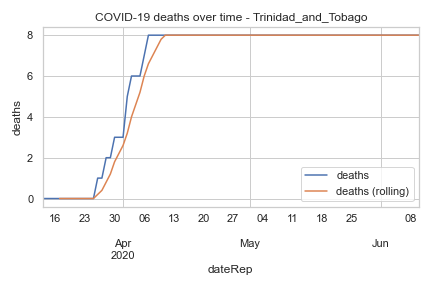 COVID-19 deaths over time - Trinidad_and_Tobago
8
6
4
2
0
deaths
deaths
deaths (rolling)
16 23 30 06 13 20 27 04 11 18 25 08
Apr May Jun
2020
dateRep